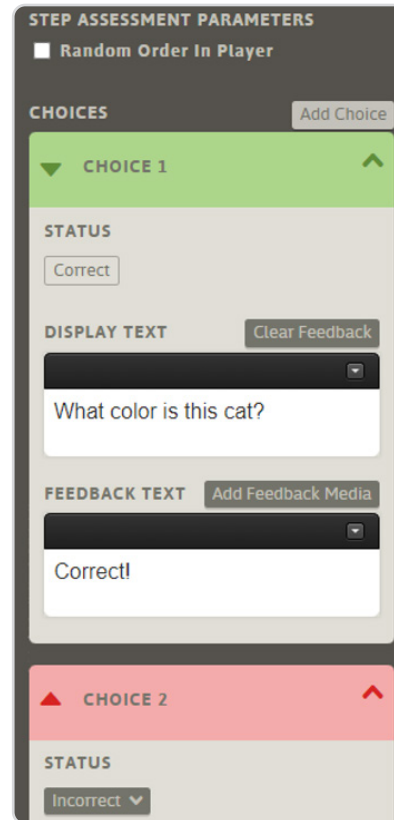 STEP ASSESSMENT PARAMETERS
Random Order In Player
CHOICES Add Choice
CHOICE 1
STATUS
Correct
DISPLAY TEXT Clear Feedback
What color is this cat?
FEEDBACK TEXT Add Feedback Media
Correct!
CHOICE 2
STATUS
Incorrect